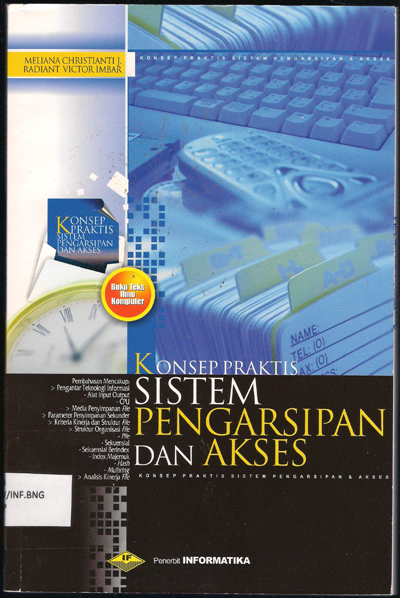 MELIANA CHRISTIANTI J.
RADIANT VICTOR IMBAR
KONSEP PRAKTIS SISTEM PENGARSIPAN & AKSES
KONSEP
PRAKTIS
SISTEM
PENGARSIPAN
DAN AKSES
Buku Teks
Ilmu
Komputer
A-D
NAME:
TEL: (O)
(H)
FAX: (O)
KONSEP PRAKTIS
SISTEM
PENGARSIPAN
DAN AKSES
KONSEP PRAKTIS SISTEM PENGARSIPAN & AKSES
Pembahasan Mencakup:
> Pengantar Teknologi Informasi
- Alat Input Output
- CPU
> Media Penyimpanan File
> Parameter Penyimpanan Sekunder
> Kriteria Kinerja dan Struktur File
> Struktur Organisasi File
- Pile
- Sekuensial
- Sekuensial Berindex
- Index Majemuk
- Hash
- Multiring
> Analisis Kinerja File
/INF.BNG
IF
Penerbit INFORMATIKA